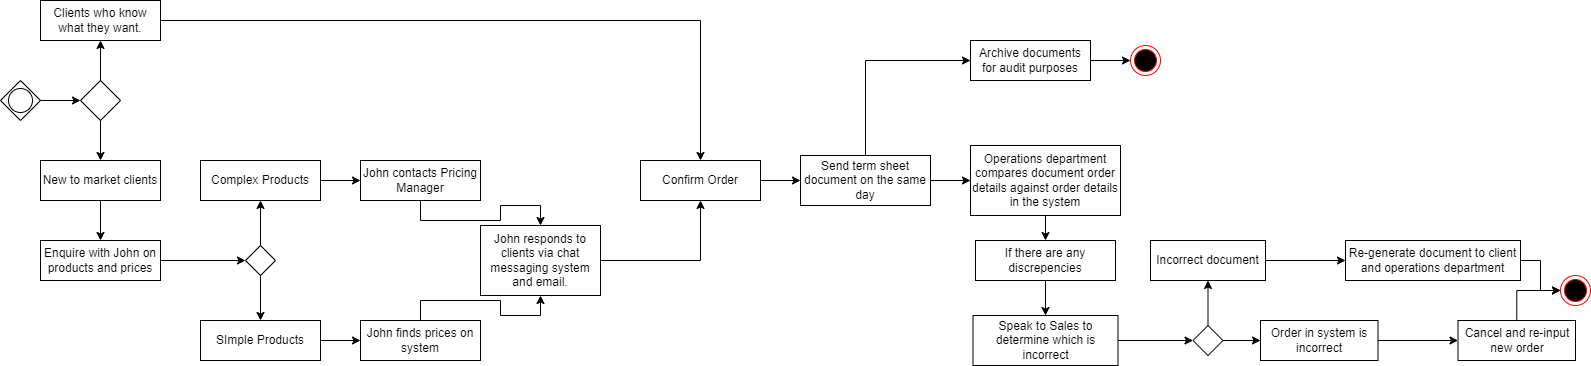 Clients who know
what they want.
New to market clients
Enquire with John on
products and prices
Complex Products
SImple Products
John contacts Pricing
Manager
John finds prices on
system
John responds to
clients via chat
messaging system
and email.
Confirm Order
Send term sheet
document on the same
day
Archive documents
for audit purposes
Operations department
compares document order
details against order details
in the system
If there are any
discrepencies
Speak to Sales to
determine which is
incorrect
Incorrect document
Order in system is
incorrect
Re-generate document to client
and operations department
Cancel and re-input
new order